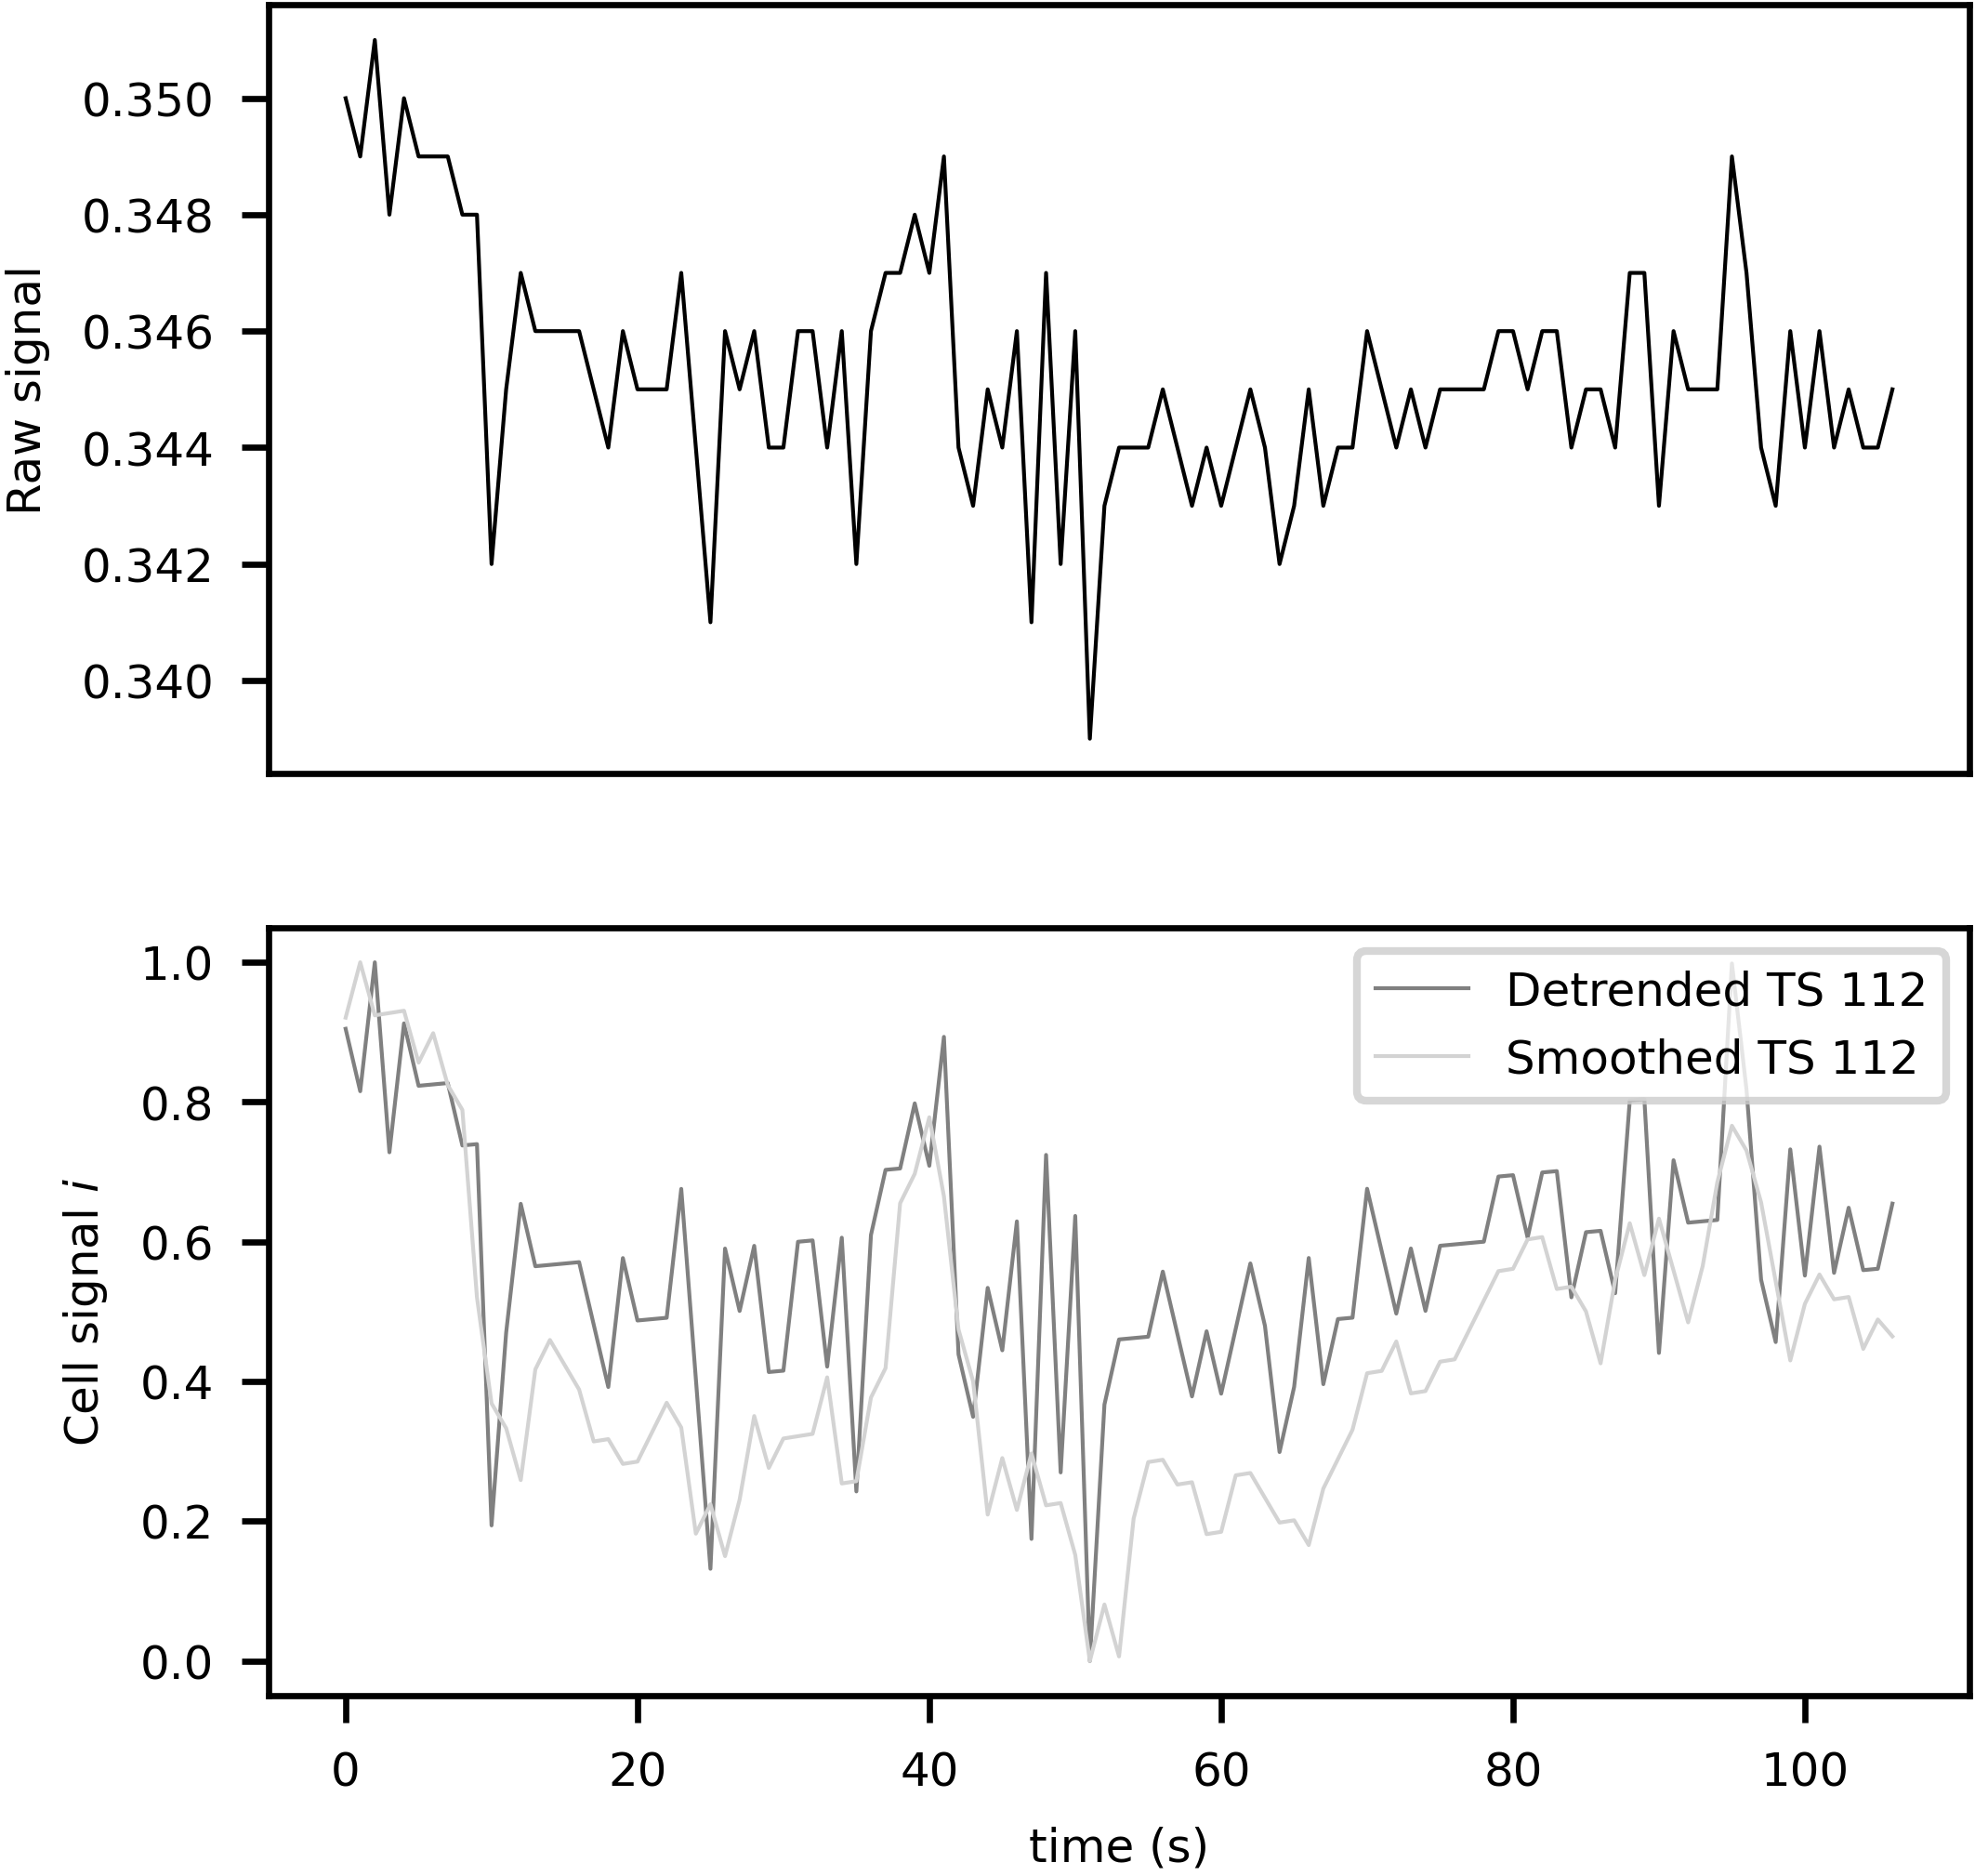 0.350
0.348
0.346
0.344
0.342
0.340
Raw signal
1.0
0.8
0.6
0.4
0.2
0.0
Cell signal i
Detrended TS 112
Smoothed TS 112
0 20 40 60 80 100
time (s)